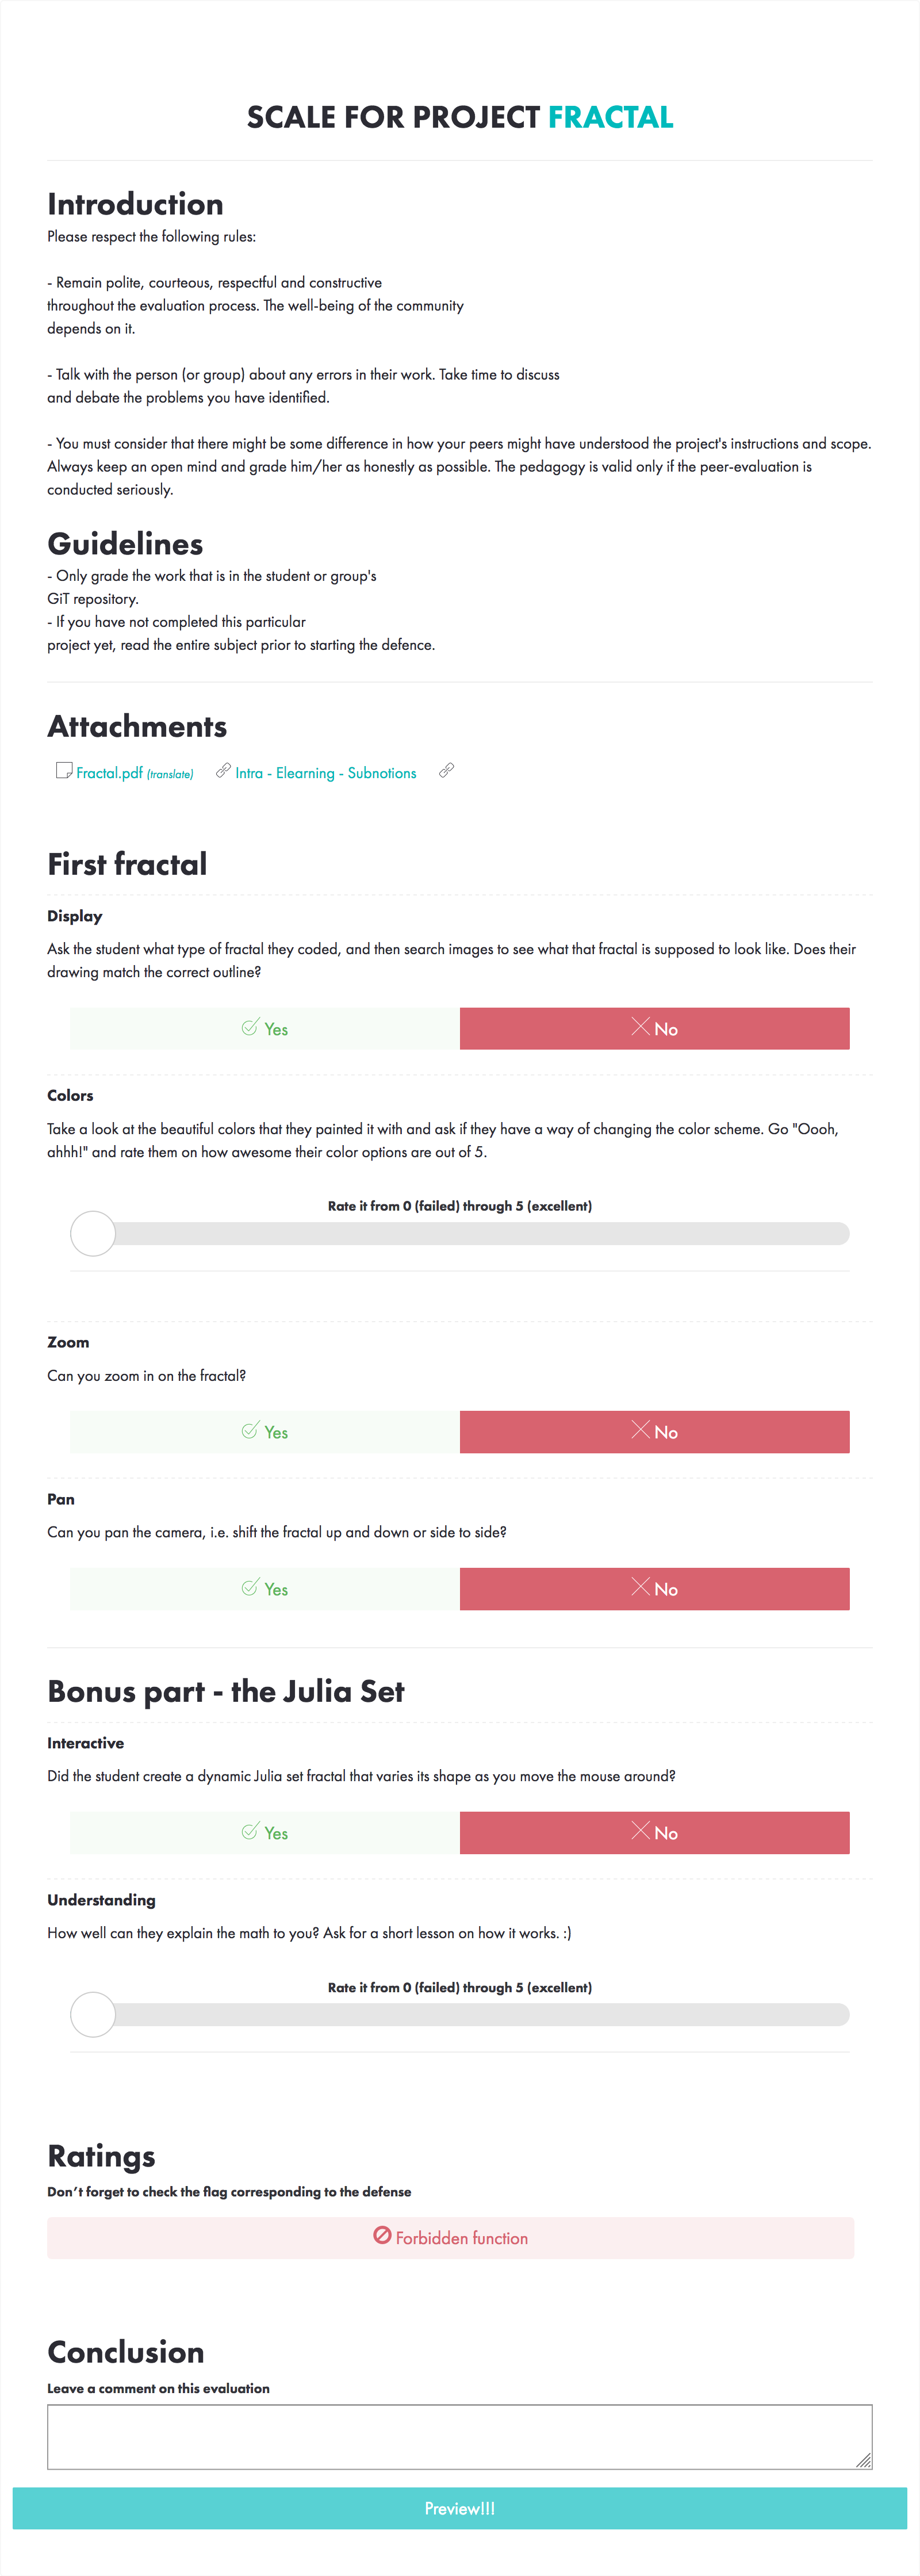 SCALE FOR PROJECT FRACTAL
Introduction
Please respect the following rules:
- Remain polite, courteous, respectful and constructive
throughout the evaluation process. The well-being of the community
depends on it.
- Talk with the person (or group) about any errors in their work. Take time to discuss
and debate the problems you have identified.
- You must consider that there might be some difference in how your peers might have understood the project's instructions and scope.
Always keep an open mind and grade him/her as honestly as possible. The pedagogy is valid only if the peer-evaluation is
conducted seriously.
Guidelines
- Only grade the work that is in the student or group's
GiT repository.
- If you have not completed this particular
project yet, read the entire subject prior to starting the defence.
Attachments
Fractal.pdf (translate) Intra - Elearning - Subnotions
First fractal
Display
Ask the student what type of fractal they coded, and then search images to see what that fractal is supposed to look like. Does their
drawing match the correct outline?
Yes No
Colors
Take a look at the beautiful colors that they painted it with and ask if they have a way of changing the color scheme. Go "Oooh,
ahhh!" and rate them on how awesome their color options are out of 5.
Rate it from 0 (failed) through 5 (excellent)
Zoom
Can you zoom in on the fractal?
Yes No
Pan
Can you pan the camera, i.e. shift the fractal up and down or side to side?
Yes No
Bonus part - the Julia Set
Interactive
Did the student create a dynamic Julia set fractal that varies its shape as you move the mouse around?
Yes No
Understanding
How well can they explain the math to you? Ask for a short lesson on how it works. :)
Rate it from 0 (failed) through 5 (excellent)
Ratings
Don't forget to check the flag corresponding to the defense
Forbidden function
Conclusion
Leave a comment on this evaluation
Preview!!!